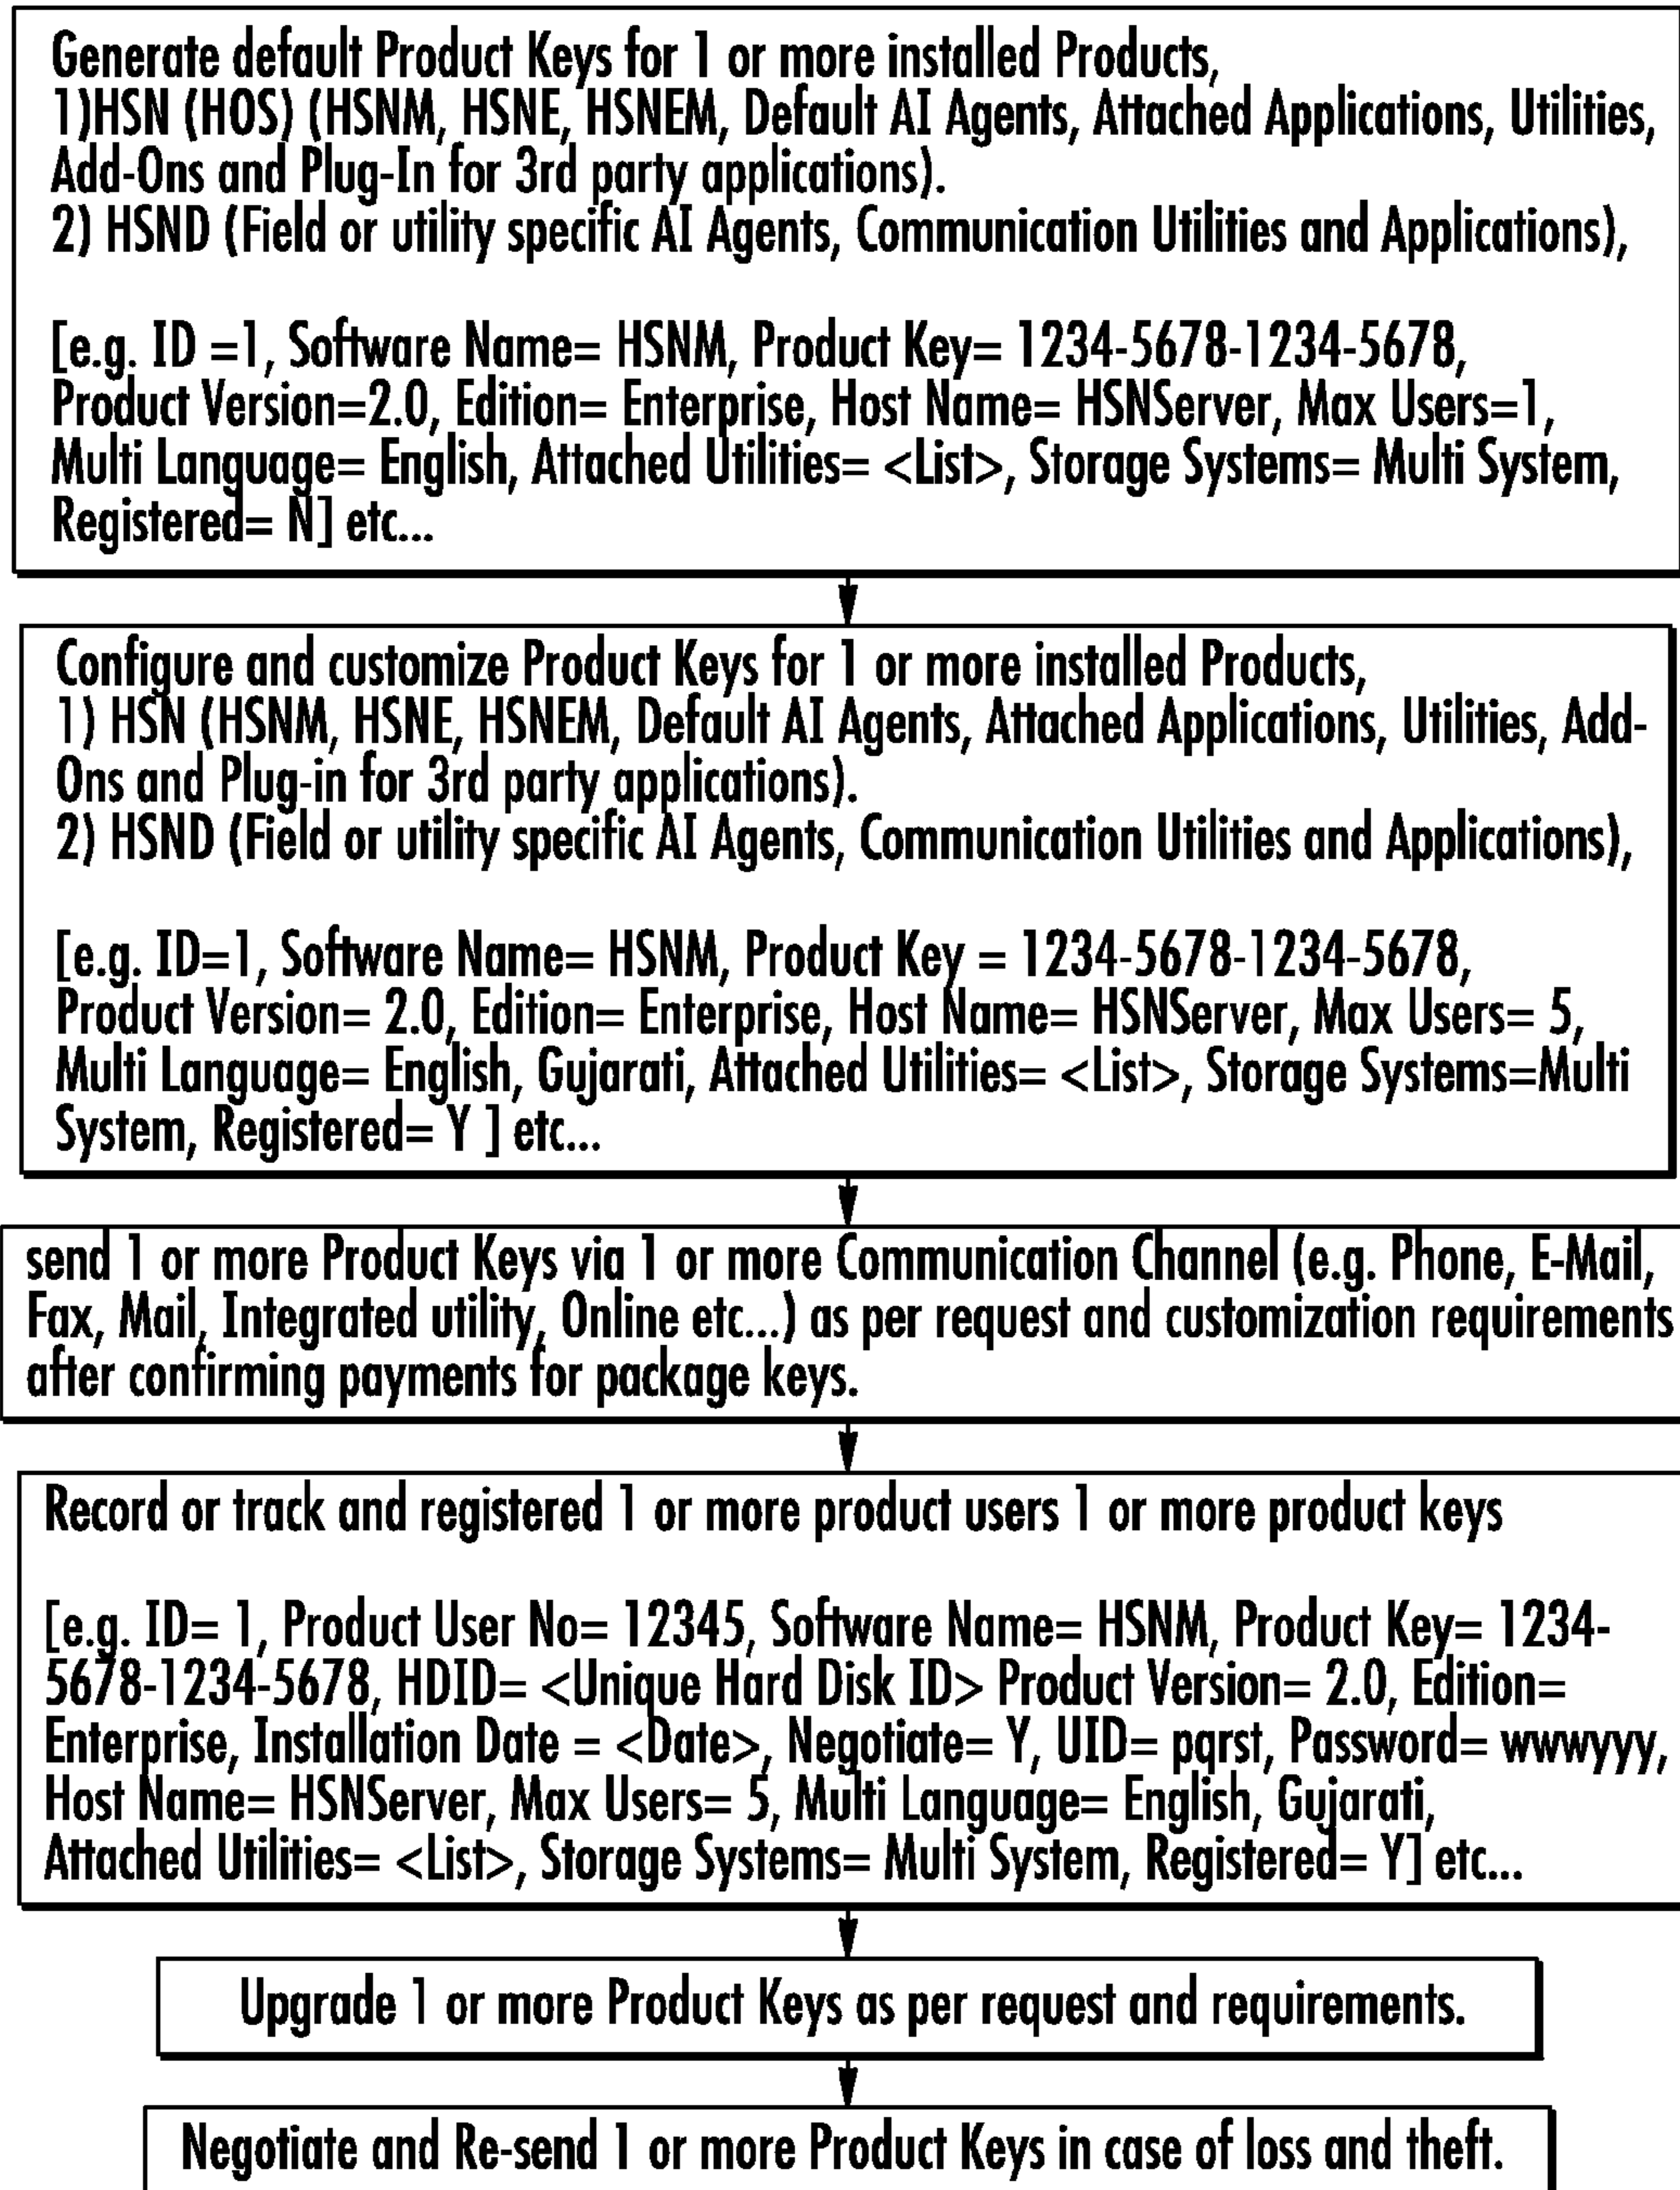 Generate default Product Keys for 1 or more installed Products,
1)HSN (HOS) (HSNM, HSNE, HSNEM, Default AI Agents, Attached Applications, Utilities,
Add-Ons and Plug-In for 3rd party applications).
2) HSND (Field or utility specific AI Agents, Communication Utilities and Applications),
[e.g. ID =1, Software Name= HSNM, Product Key= 1234-5678-1234-5678,
Product Version=2.0, Edition= Enterprise, Host Name= HSNServer, Max Users=1,
Multi Language= English, Attached Utilities= <List>, Storage Systems= Multi System,
Registered= N] etc...
Configure and customize Product Keys for 1 or more installed Products,
1) HSN (HSNM, HSNE, HSNEM, Default AI Agents, Attached Applications, Utilities, Add-
Ons and Plug-in for 3rd party applications).
2) HSND (Field or utility specific AI Agents, Communication Utilities and Applications),
[e.g. ID=1, Software Name= HSNM, Product Key = 1234-5678-1234-5678,
Product Version= 2.0, Edition= Enterprise, Host Name= HSNServer, Max Users= 5,
Multi Language= English, Gujarati, Attached Utilities= <List>, Storage Systems=Multi
System, Registered= Y ] etc...
send 1 or more Product Keys via 1 or more Communication Channel (e.g. Phone, E-Mail,
Fax, Mail, Integrated utility, Online etc...) as per request and customization requirements
after confirming payments for package keys.
Record or track and registered 1 or more product users 1 or more product keys
[e.g. ID= 1, Product User No= 12345, Software Name= HSNM, Product Key= 1234-
5678-1234-5678, HDID= <Unique Hard Disk ID> Product Version= 2.0, Edition=
Enterprise, Installation Date = <Date>, Negotiate= Y, UID= pqrst, Password= wwwyyy,
Host Name= HSNServer, Max Users= 5, Multi Language= English, Gujarati,
Attached Utilities= <List>, Storage Systems= Multi System, Registered= Y] etc...
Upgrade 1 or more Product Keys as per request and requirements.
Negotiate and Re-send 1 or more Product Keys in case of loss and theft.